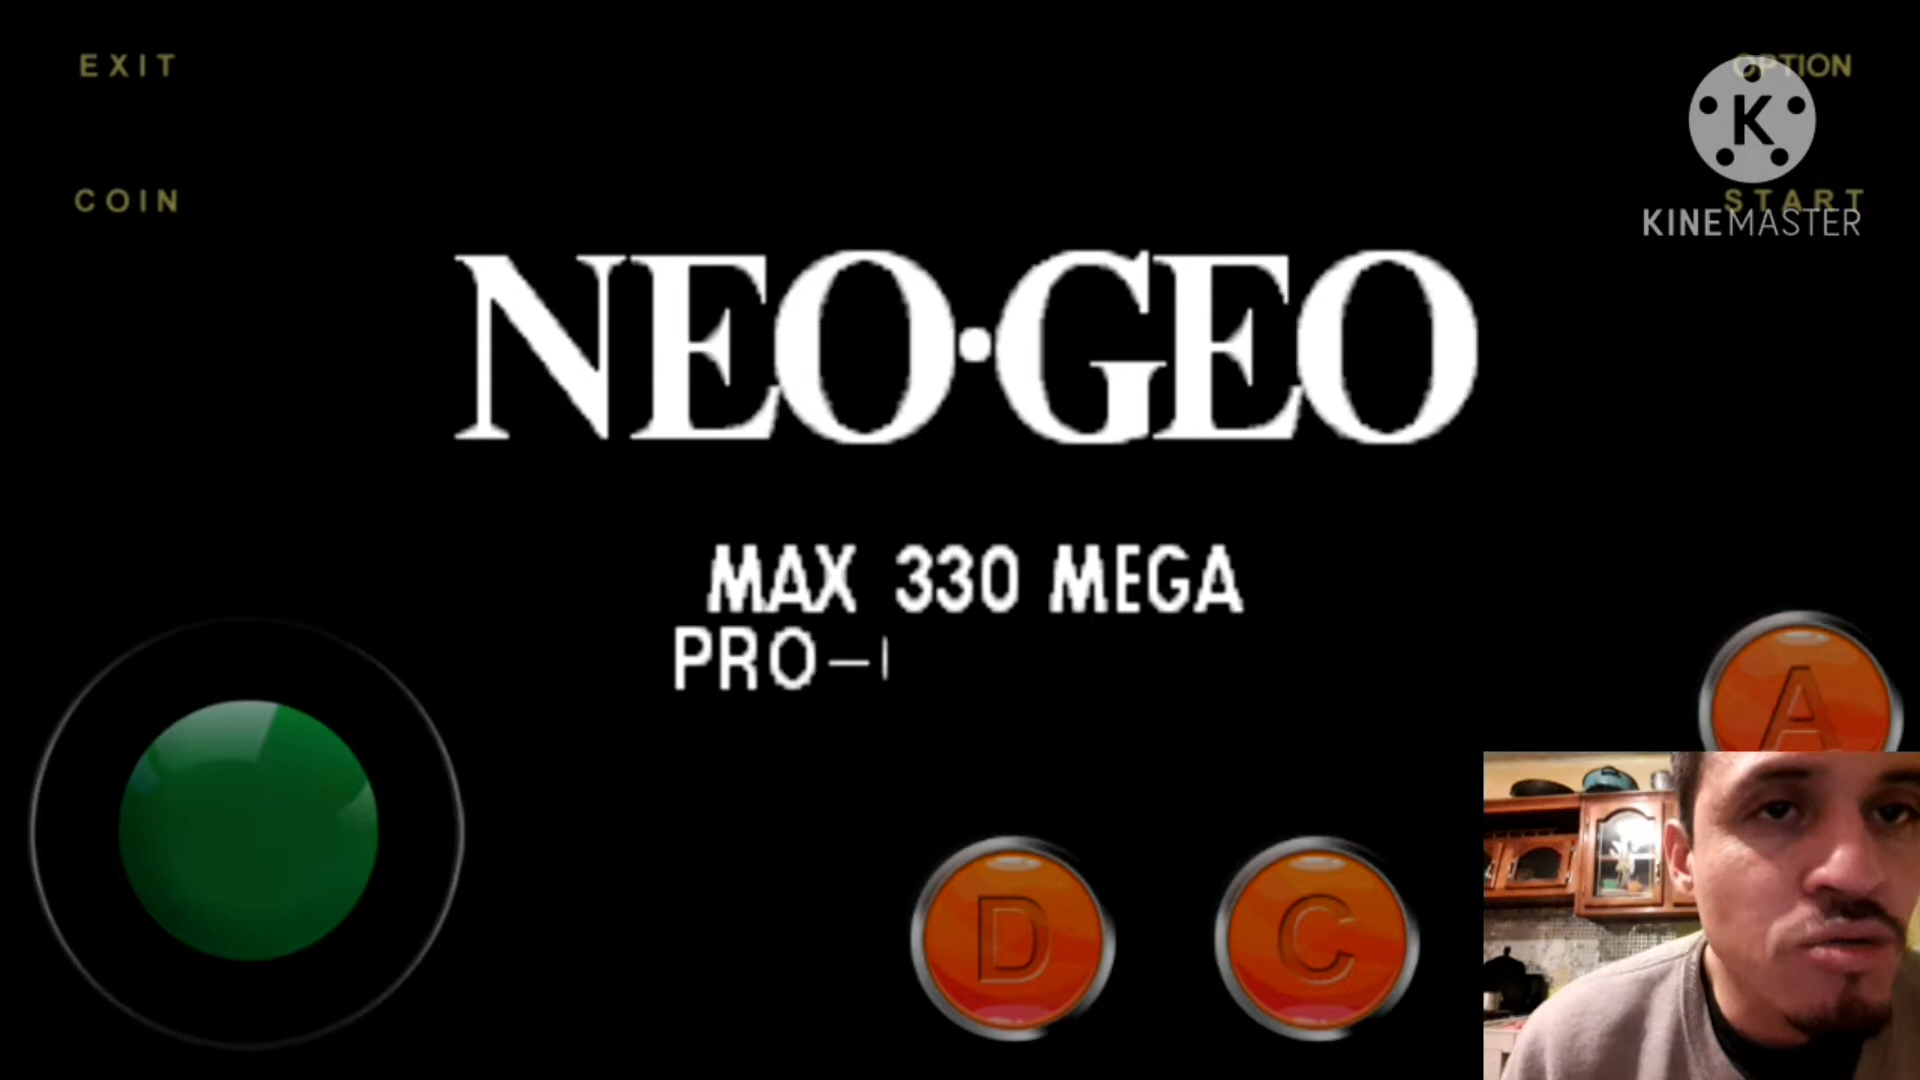 EXIT
OPTION
COIN
START
KINEMASTER
NEO·GEO
MAX 330 MEGA
PRO-
A
D
C